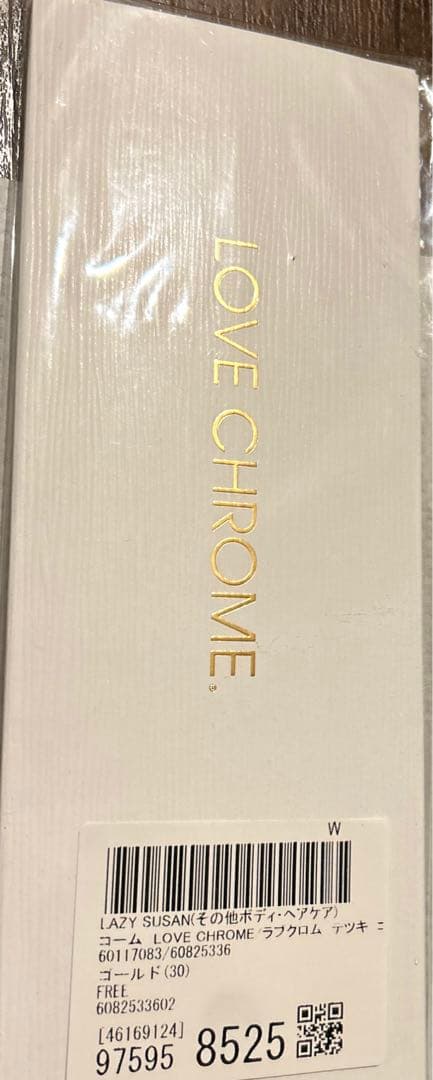 LOVE CHROME®
W
LAZY SUSAN(その他ボディ・ヘアケア)
コーム LOVE CHROME/ラブクロム テツキ コ
60117083/60825336
ゴールド(30)
FREE
6082533602
[46169124]
97595 8525